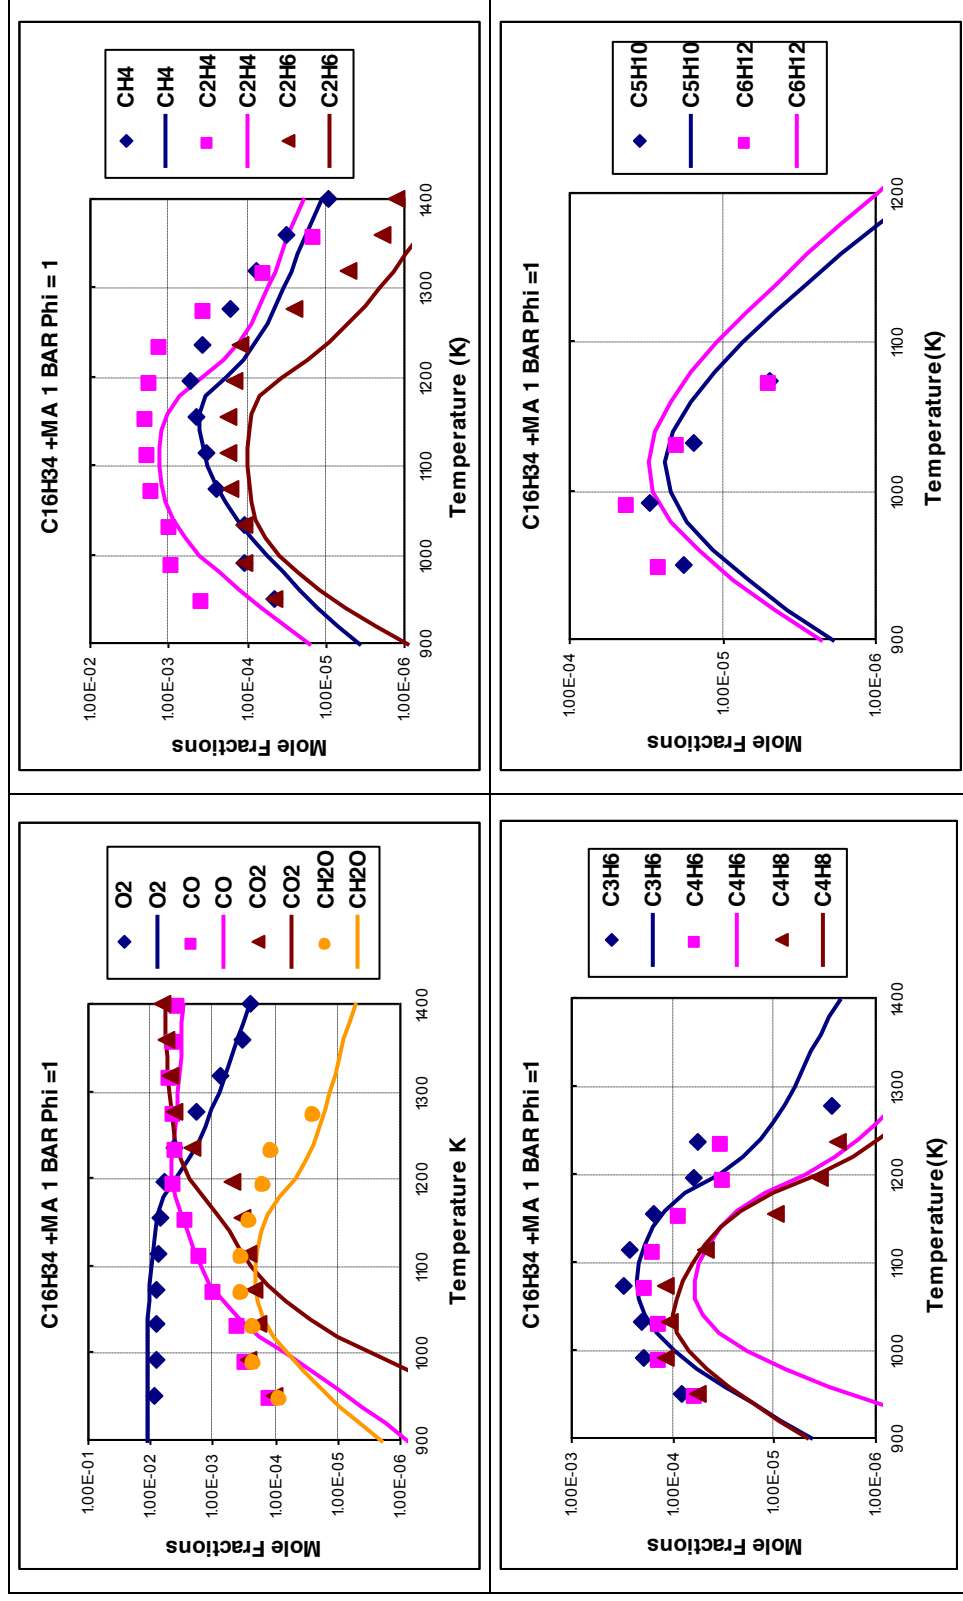 C16H34 +MA 1 BAR Phi =1
1.00E-01
1.00E-02
1.00E-03
1.00E-04
1.00E-05
1.00E-06
900
1000
1100
1200
1300
1400
Temperature K
Mole Fractions
O2
O2
CO
CO
CO2
CO2
CH2O
CH2O
C16H34 +MA 1 BAR Phi = 1
1.00E-02
1.00E-03
1.00E-04
1.00E-05
1.00E-06
900
1000
1100
1200
1300
1400
Temperature (K)
Mole Fractions
CH4
CH4
C2H4
C2H4
C2H6
C2H6
C16H34 +MA 1 BAR Phi =1
1.00E-03
1.00E-04
1.00E-05
1.00E-06
900
1000
1100
1200
1300
1400
Temperature(K)
Mole Fractions
C3H6
C3H6
C4H6
C4H6
C4H8
C4H8
C16H34 +MA 1 BAR Phi =1
1.00E-04
1.00E-05
1.00E-06
900
1000
1100
1200
Temperature(K)
Mole Fractions
C5H10
C5H10
C6H12
C6H12